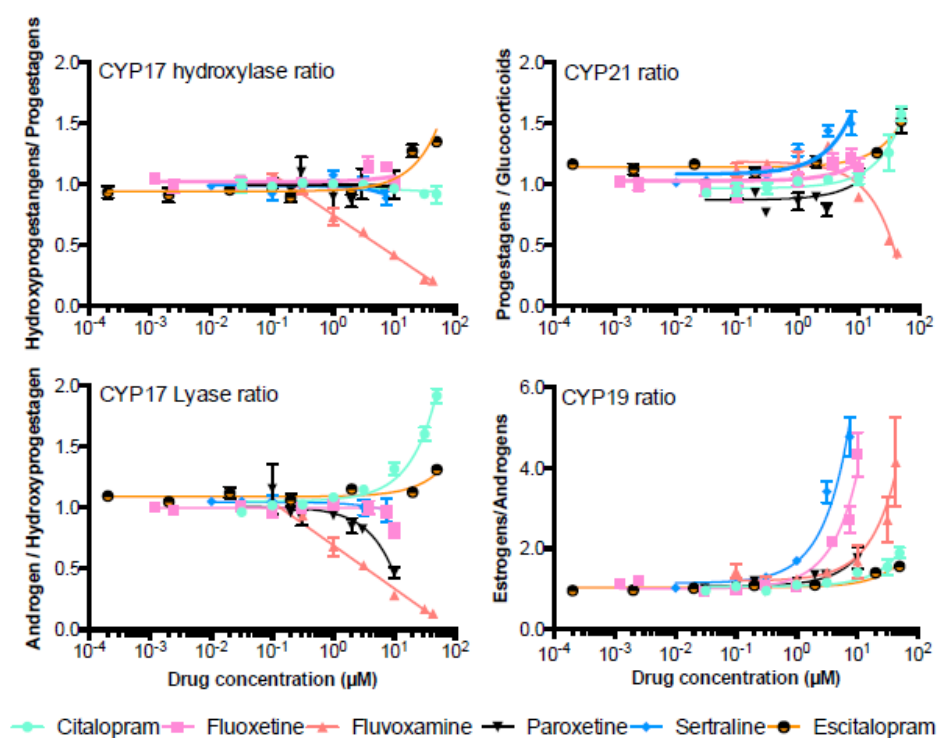 Hydroxyprogestanens/ Progestagens
CYP17 hydroxylase ratio
2.0
1.5
1.0
0.5
0.0
10-4 10-3 10-2 10-1 100 101 102
Progestagens / Glucocorticoids
CYP21 ratio
2.0
1.5
1.0
0.5
0.0
10-4 10-3 10-2 10-1 100 101 102
Androgen / Hydroxyprogestagen
CYP17 Lyase ratio
2.0
1.5
1.0
0.5
0.0
10-4 10-3 10-2 10-1 100 101 102
Drug concentration (µM)
Estrogens/Androgens
CYP19 ratio
6.0
4.0
2.0
0.0
10-4 10-3 10-2 10-1 100 101 102
Drug concentration (µM)
Citalopram Fluoxetine Fluvoxamine Paroxetine Sertraline Escitalopram